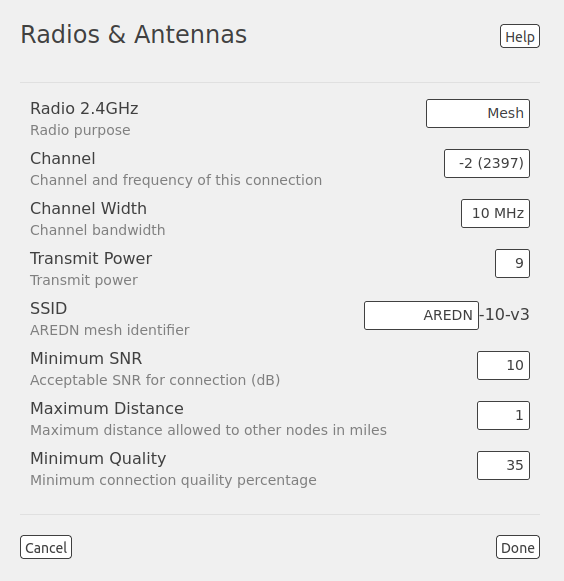 Radios & Antennas
Help
Radio 2.4GHz
Mesh
Radio purpose
Channel
-2 (2397)
Channel and frequency of this connection
Channel Width
10 MHz
Channel bandwidth
Transmit Power
9
Transmit power
SSID
AREDN -10-v3
AREDN mesh identifier
Minimum SNR
10
Acceptable SNR for connection (dB)
Maximum Distance
1
Maximum distance allowed to other nodes in miles
Minimum Quality
35
Minimum connection quaility percentage
Cancel
Done